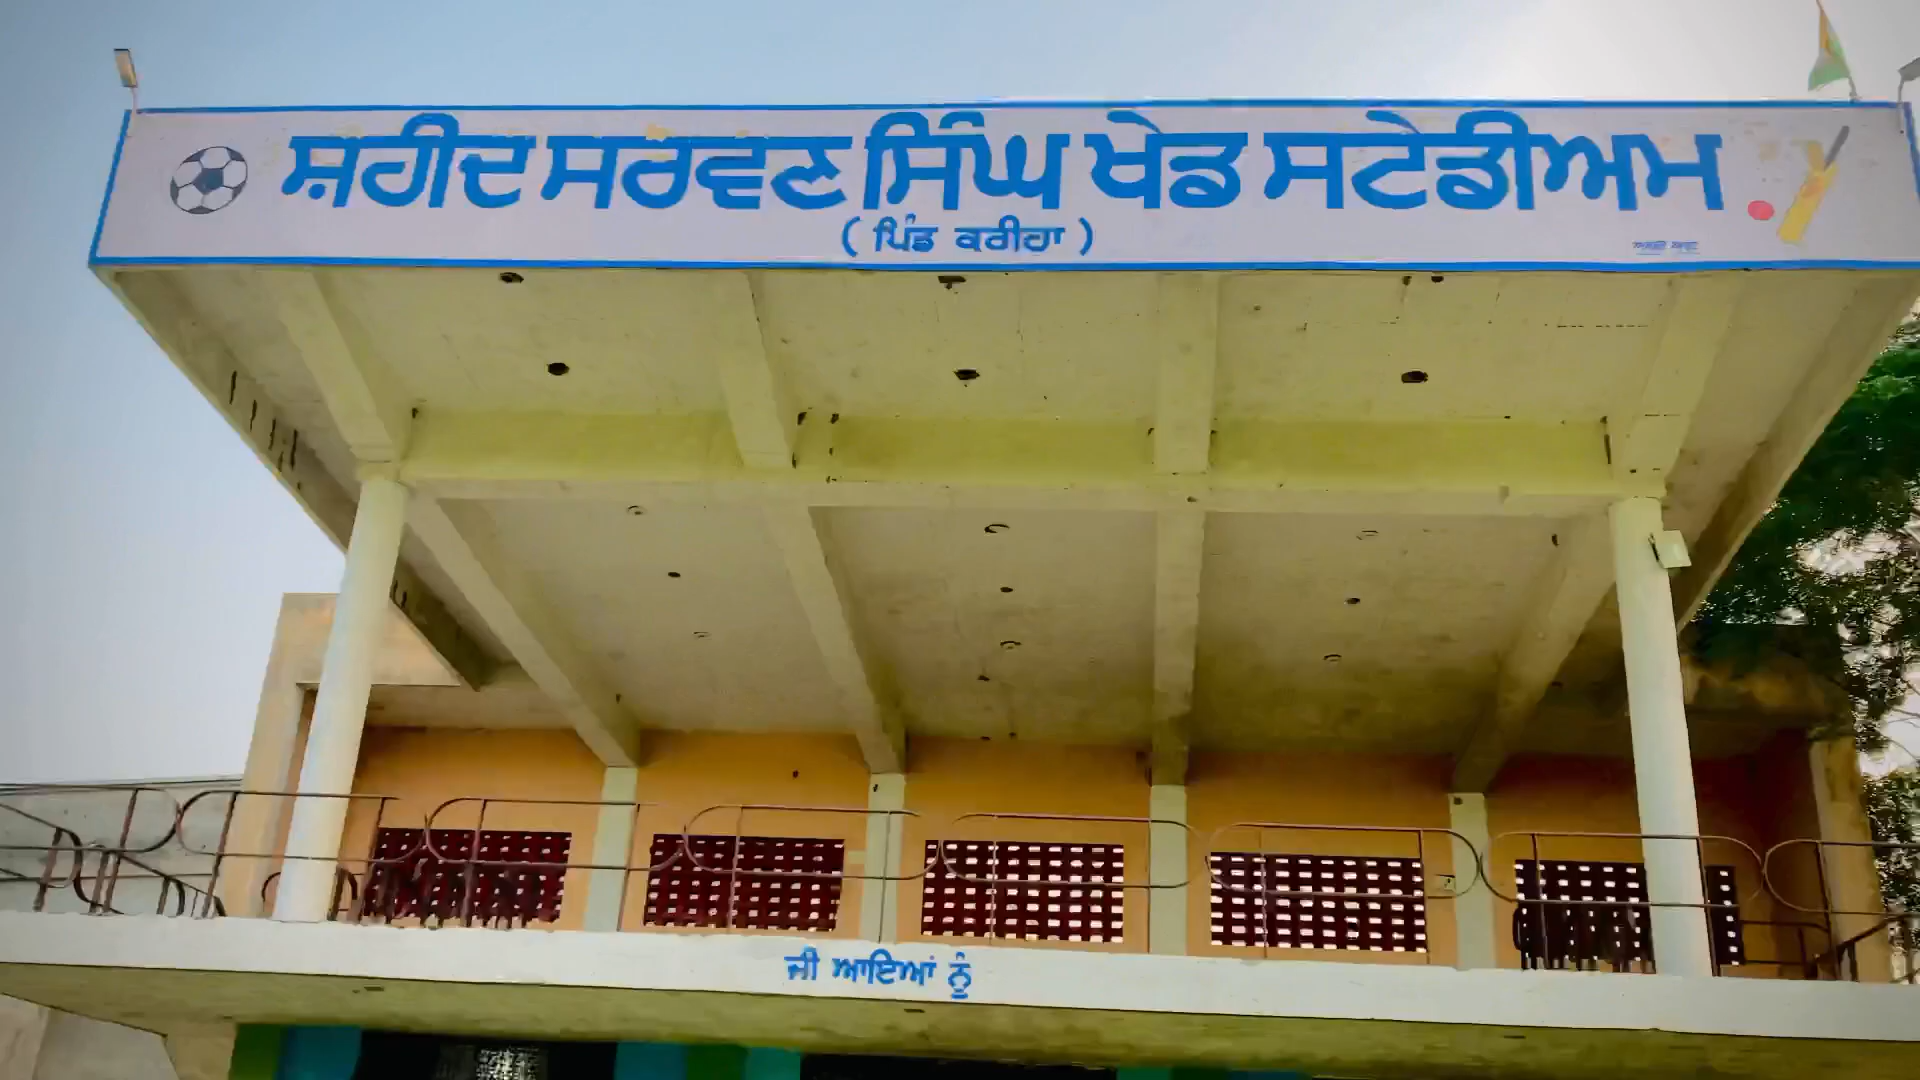 ਸ਼ਹੀਦ ਸਰਵਣ ਸਿੰਘ ਖੇਡ ਸਟੇਡੀਅਮ
( ਪਿੰਡ ਕਰੀਹਾ )
ਜੀ ਆਇਆਂ ਨੂੰ